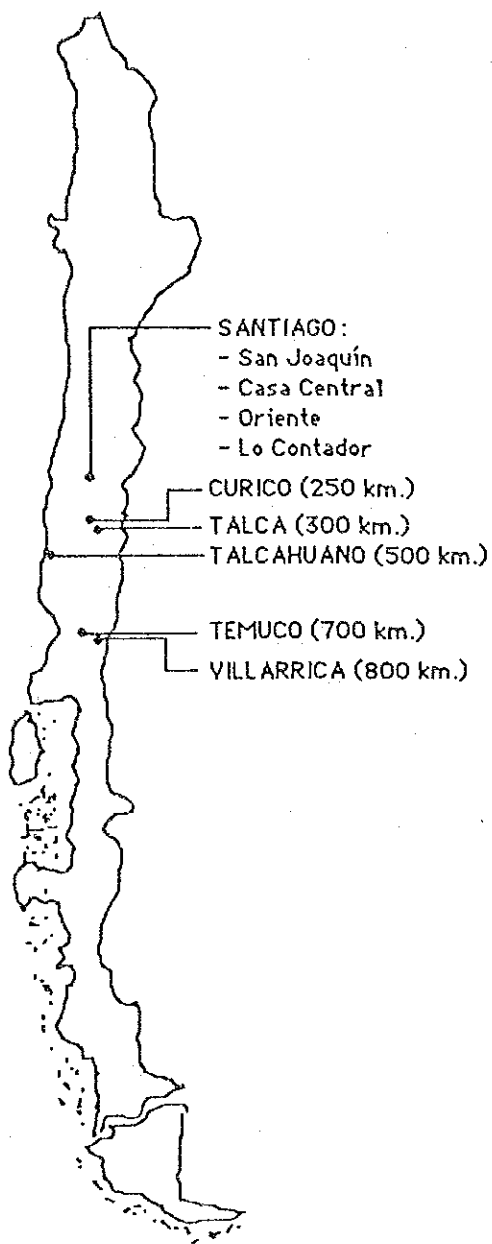 SANTIAGO:
- San Joaquín
- Casa Central
- Oriente
- Lo Contador
CURICO (250 km.)
TALCA (300 km.)
TALCAHUANO (500 km.)
TEMUCO (700 km.)
VILLARRICA (800 km.)